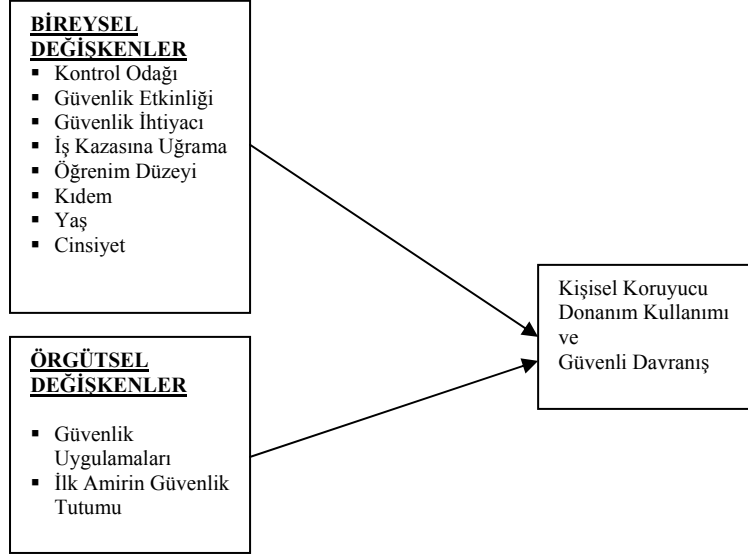 BİREYSEL
DEĞİŞKENLER
▪ Kontrol Odağı
▪ Güvenlik Etkinliği
▪ Güvenlik İhtiyacı
▪ İş Kazasına Uğrama
▪ Öğrenim Düzeyi
▪ Kıdem
▪ Yaş
▪ Cinsiyet
Kişisel Koruyucu
Donanım Kullanımı
ve
Güvenli Davranış
ÖRGÜTSEL
DEĞİŞKENLER
▪ Güvenlik
Uygulamaları
▪ İlk Amirin Güvenlik
Tutumu